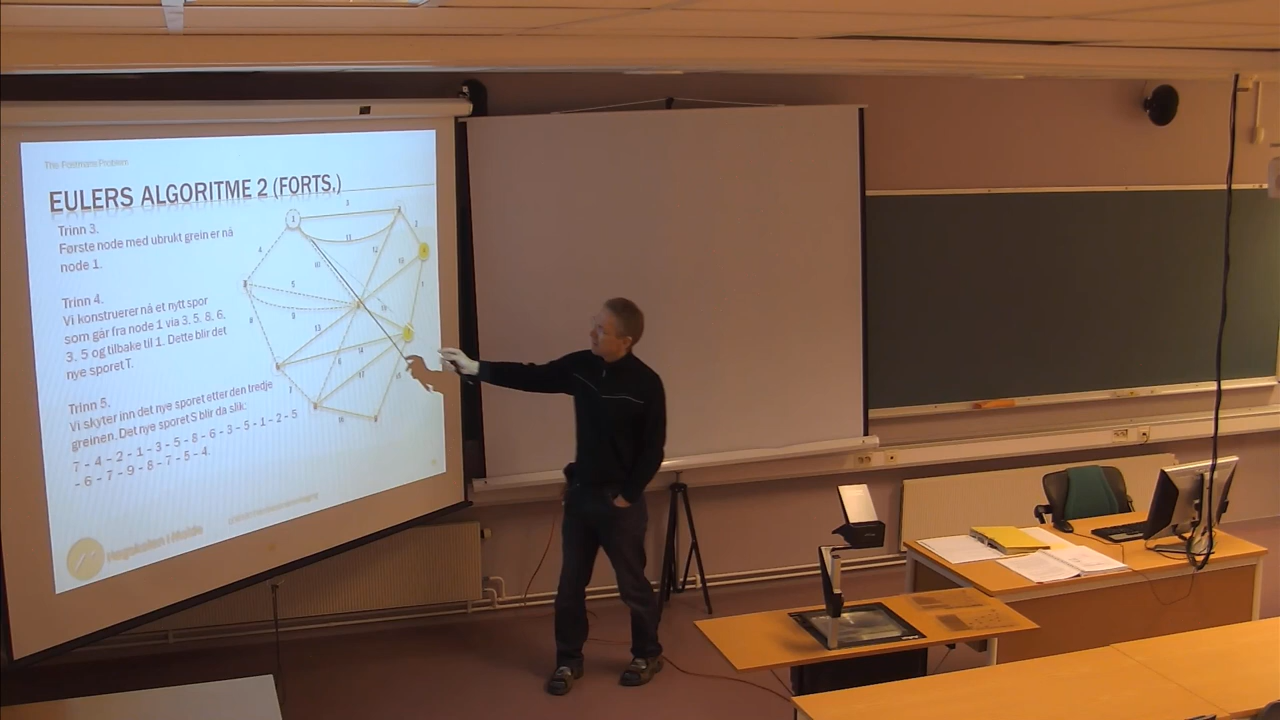 The Postmans Problem
EULERS ALGORITME 2 (FORTS.)
Trinn 3.
Første node med ubrukt grein er nå
node 1.
Trinn 4.
Vi konstruerer nå et nytt spor
som går fra node 1 via 3, 5, 8, 6,
3, 5 og tilbake til 1. Dette blir det
nye sporet T.
Trinn 5.
Vi skyter inn det nye sporet etter den tredje
greinen. Det nye sporet S blir da slik:
7 - 4 - 2 - 1 - 3 - 5 - 8 - 6 - 3 - 5 - 1 - 2 - 5
- 6 - 7 - 9 - 8 - 7 - 5 - 4.
Høgskolen i Molde